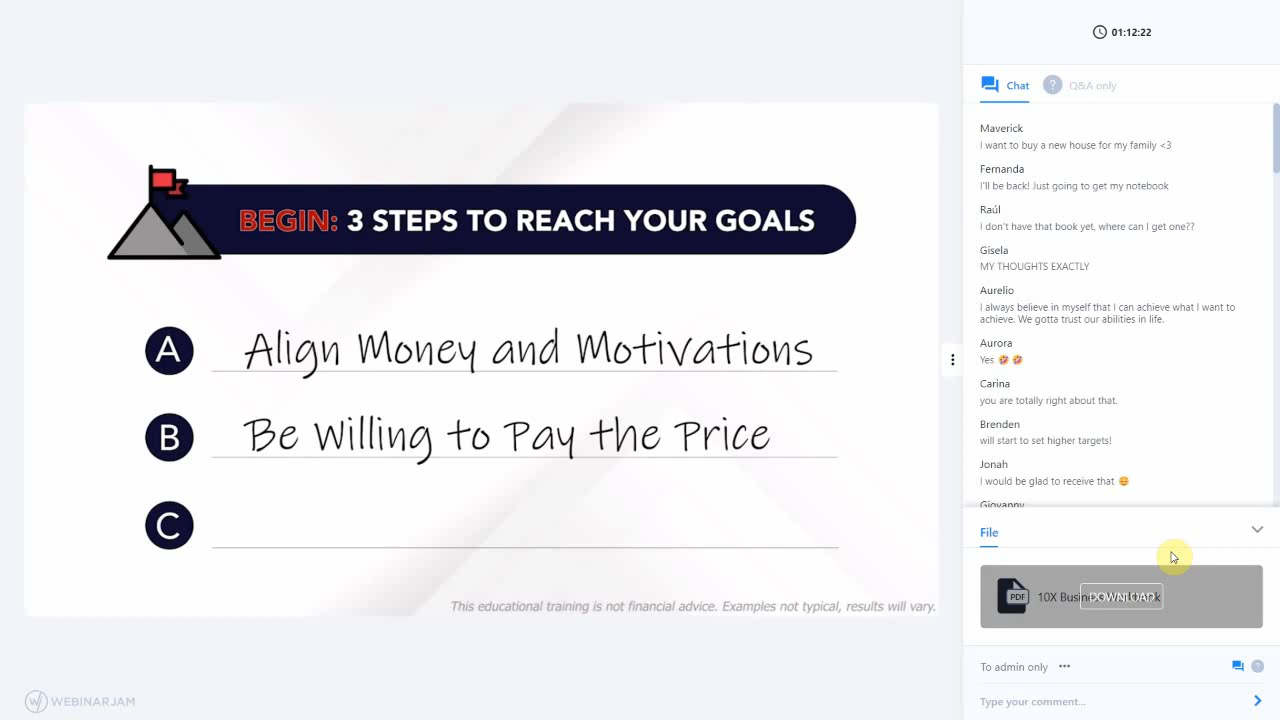 BEGIN: 3 STEPS TO REACH YOUR GOALS
A Align Money and Motivations
B Be Willing to Pay the Price
C
This educational training is not financial advice. Examples not typical, results will vary.
WEBINARJAM
01:12:22
Chat ? Q&A only
Maverick
I want to buy a new house for my family <3
Fernanda
I'll be back! Just going to get my notebook
Raúl
I don't have that book yet, where can I get one??
Gisela
MY THOUGHTS EXACTLY
Aurelio
I always believe in myself that I can achieve what I want to
achieve. We gotta trust our abilities in life.
Aurora
Yes 🤣 🤣
Carina
you are totally right about that.
Brenden
will start to set higher targets!
Jonah
I would be glad to receive that 😊
Giovanny
File
PDF 10X DOWNLOAD
To admin only ••• ?
Type your comment...